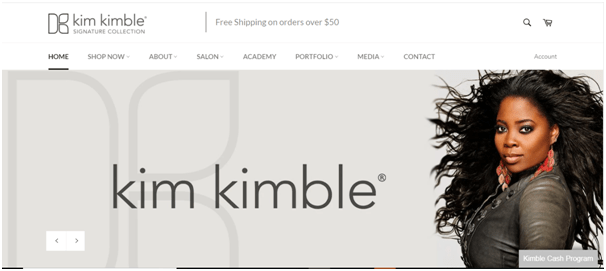 kim kimble®
SIGNATURE COLLECTION
Free Shipping on orders over $50
HOME SHOP NOW ABOUT SALON ACADEMY PORTFOLIO MEDIA CONTACT Account
kim kimble®
Kimble Cash Program